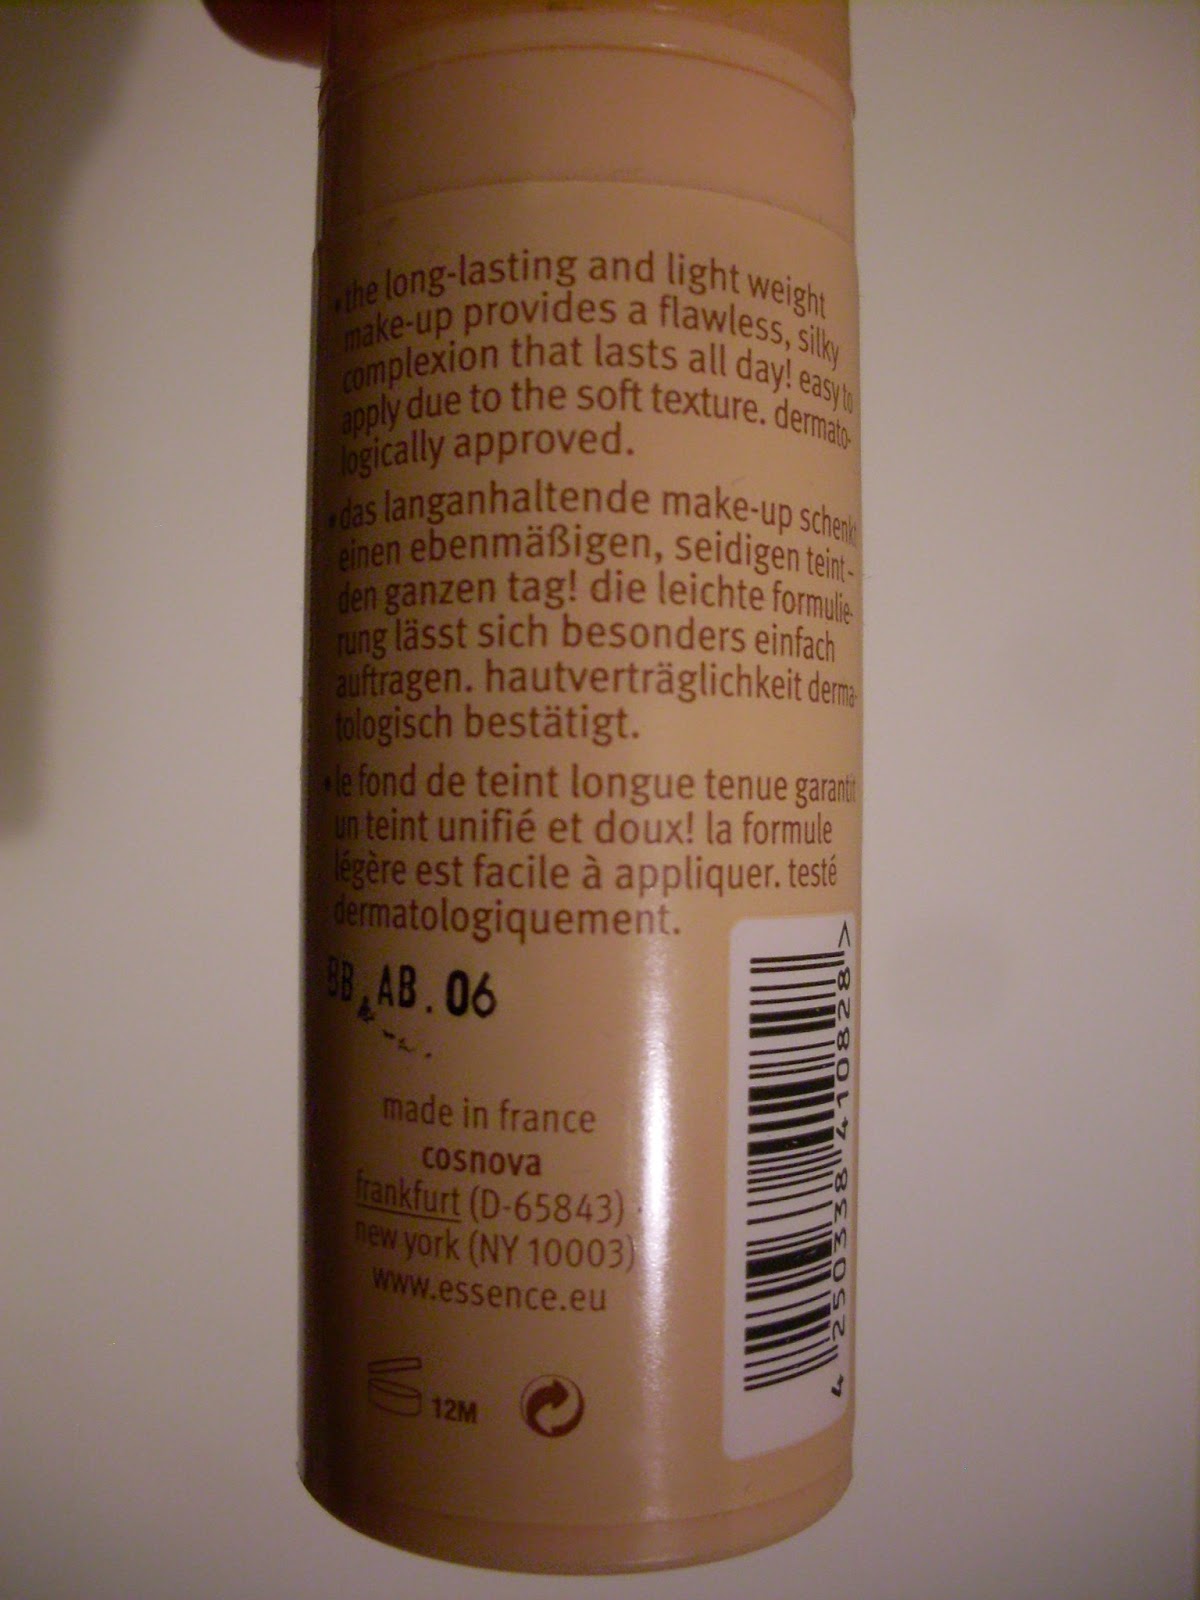 •the long-lasting and light weight
make-up provides a flawless, silky
complexion that lasts all day! easy to
apply due to the soft texture. dermato-
logically approved.
•das langanhaltende make-up schenkt
einen ebenmäßigen, seidigen teint –
den ganzen tag! die leichte formulie-
rung lässt sich besonders einfach
auftragen. hautverträglichkeit derma-
tologisch bestätigt.
•le fond de teint longue tenue garantit
un teint unifié et doux! la formule
légère est facile à appliquer. testé
dermatologiquement.
BB AB. 06
made in france
cosnova
frankfurt (D-65843) ·
new york (NY 10003)
www.essence.eu
12M
4 250338 410828 >